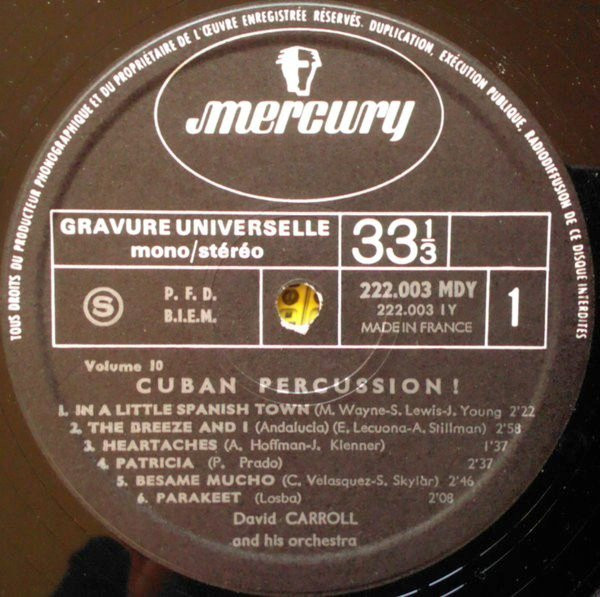 TOUS DROITS DU PRODUCTEUR PHONOGRAPHIQUE ET DU PROPRIÉTAIRE DE L'ŒUVRE ENREGISTRÉE RÉSERVÉS. DUPLICATION, EXÉCUTION PUBLIQUE, RADIODIFFUSION DE CE DISQUE INTERDITES
mercury
GRAVURE UNIVERSELLE
mono/stéréo
33 1/3
S
P. F. D.
B.I.E.M.
222.003 MDY
222.003 1Y
MADE IN FRANCE
1
Volume 10
CUBAN PERCUSSION !
1. IN A LITTLE SPANISH TOWN (M. Wayne-S. Lewis-J. Young 2'22
2. THE BREEZE AND I (Andalucia) (E. Lecuona-A. Stillman) 2'58
3. HEARTACHES (A. Hoffman-J. Klenner) 1'37
4. PATRICIA (P. Prado) 2'37
5. BESAME MUCHO (C. Vélasquez-S. Skylar) 2'46
6. PARAKEET (Losba) 2'08
David CARROLL
and his orchestra